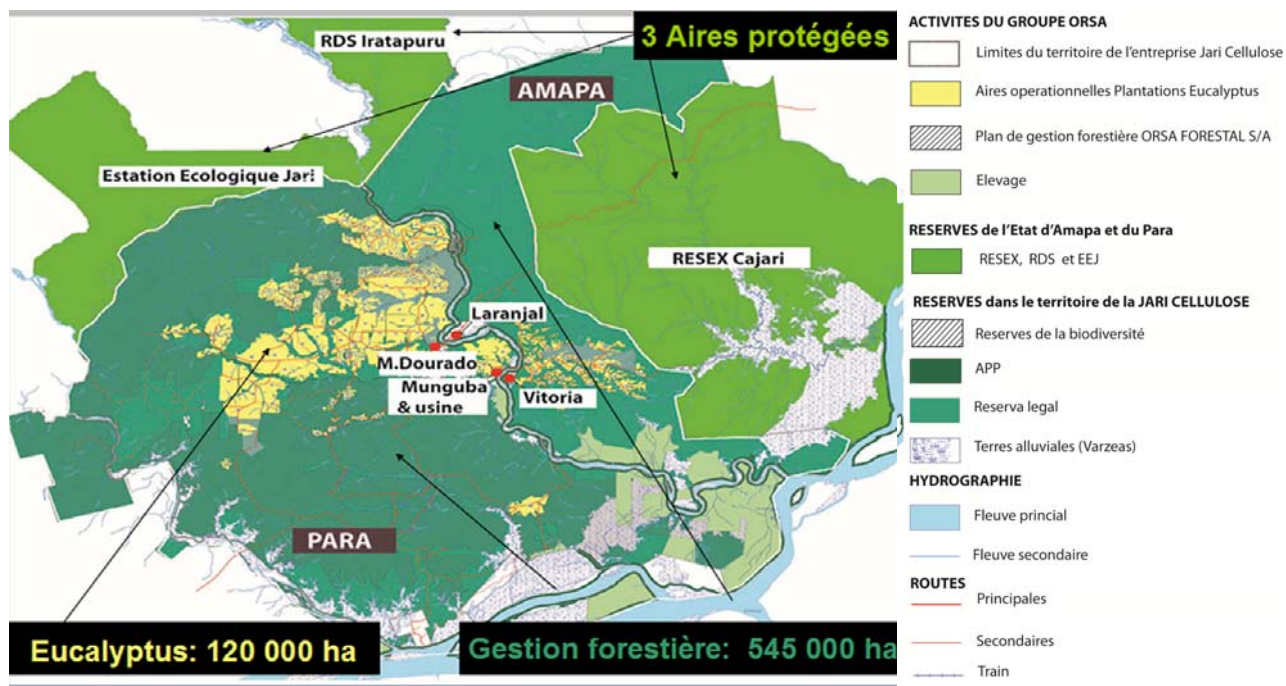 3 Aires protégées
RDS Iratapuru
AMAPA
Estation Ecologique Jari
RESEX Cajari
Laranjal
M.Dourado
Munguba
& usine
Vitoria
PARA
Eucalyptus: 120 000 ha
Gestion forestière: 545 000 ha
ACTIVITES DU GROUPE ORSA
Limites du territoire de l'entreprise Jari Cellulose
Aires operationnelles Plantations Eucalyptus
Plan de gestion forestière ORSA FORESTAL S/A
Elevage
RESERVES de l'Etat d'Amapa et du Para
RESEX, RDS et EEJ
RESERVES dans le territoire de la JARI CELLULOSE
Reserves de la biodiversité
APP
Reserva legal
Terres alluviales (Varzeas)
HYDROGRAPHIE
Fleuve princial
Fleuve secondaire
ROUTES
Principales
Secondaires
Train